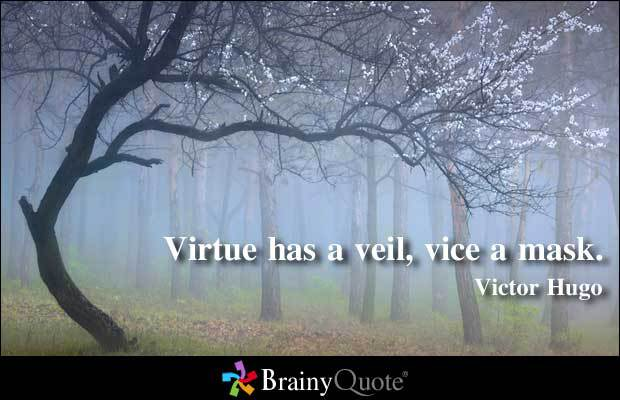 Virtue has a veil, vice a mask.
Victor Hugo
BrainyQuote®